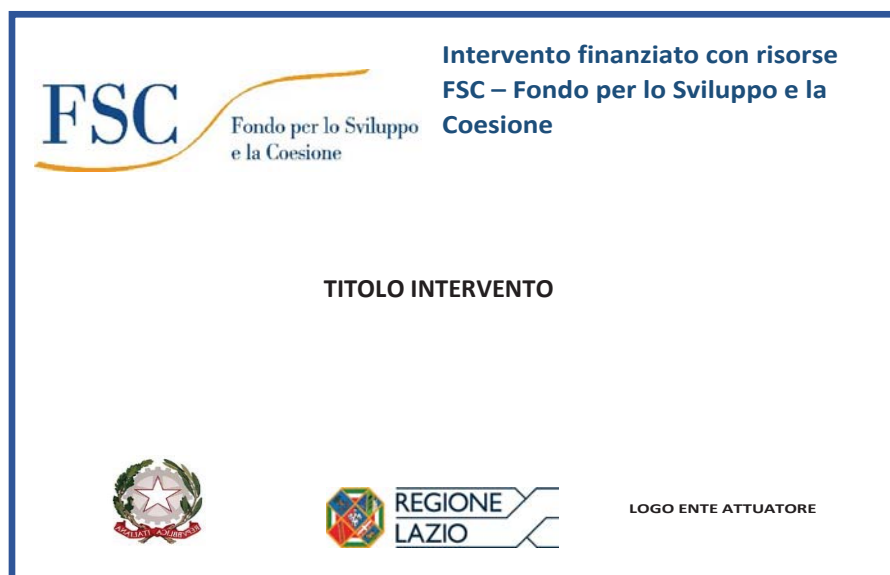 FSC
Fondo per lo Sviluppo
e la Coesione
Intervento finanziato con risorse
FSC – Fondo per lo Sviluppo e la
Coesione
TITOLO INTERVENTO
REGIONE
LAZIO
LOGO ENTE ATTUATORE